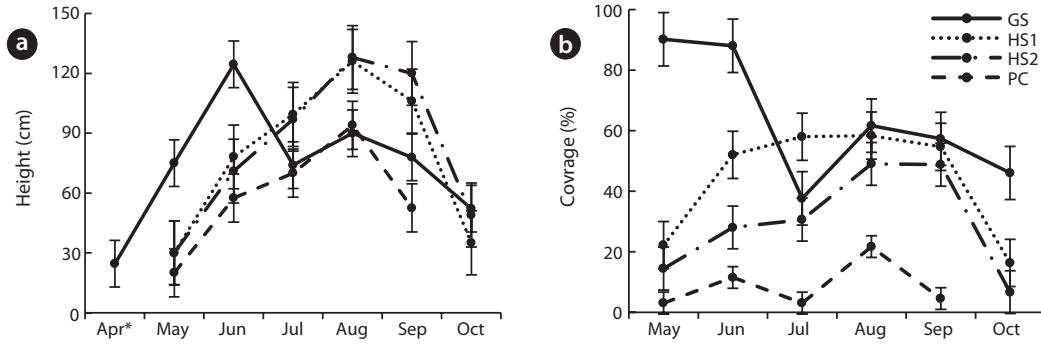 a
Height (cm)
150
120
90
60
30
0
Apr* May Jun Jul Aug Sep Oct
b
Covrage (%)
100
80
60
40
20
0
May Jun Jul Aug Sep Oct
GS
HS1
HS2
PC